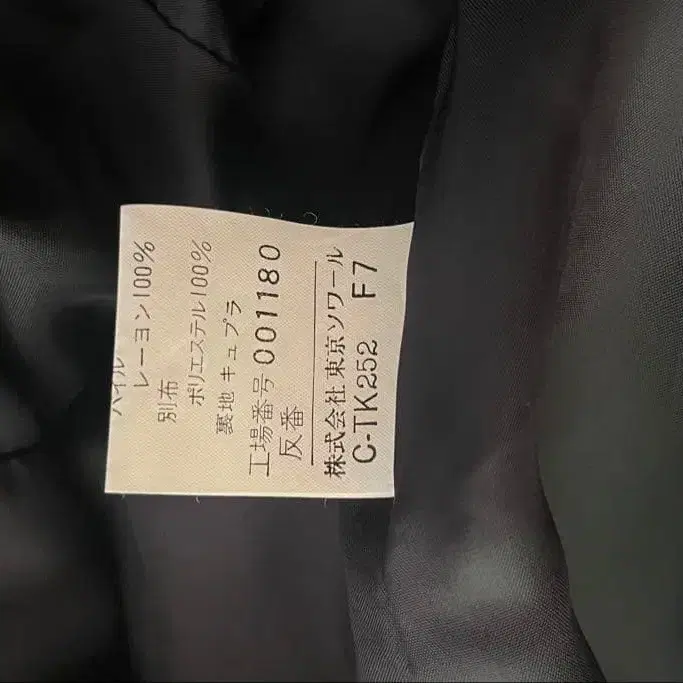 パイル
レーヨン100%
別布
ポリエステル100%
裏地 キュプラ
工場番号 001180
反番
株式会社 東京ソワール
C-TK252 F7